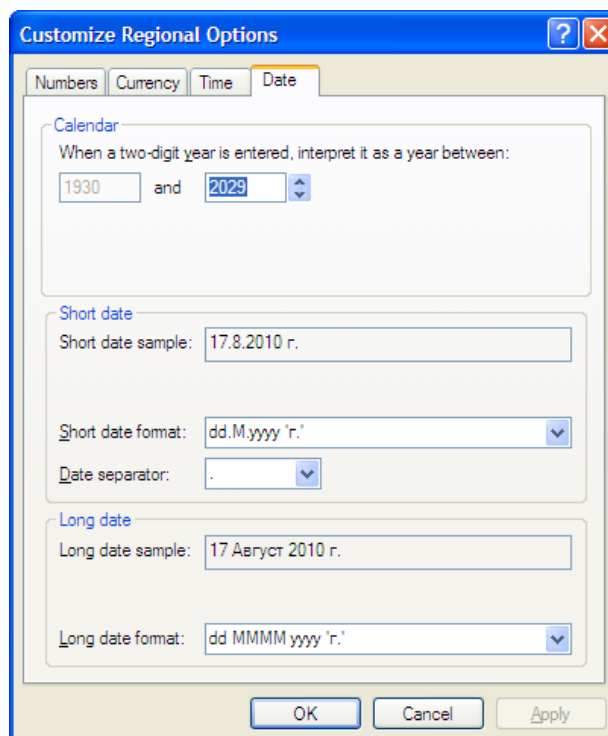 Customize Regional Options
Numbers Currency Time Date
Calendar
When a two-digit year is entered, interpret it as a year between:
1930 and 2029
Short date
Short date sample: 17.8.2010 г.
Short date format: dd.M.yyyy 'г.'
Date separator: .
Long date
Long date sample: 17 Август 2010 г.
Long date format: dd MMMM yyyy 'г.'
OK Cancel Apply